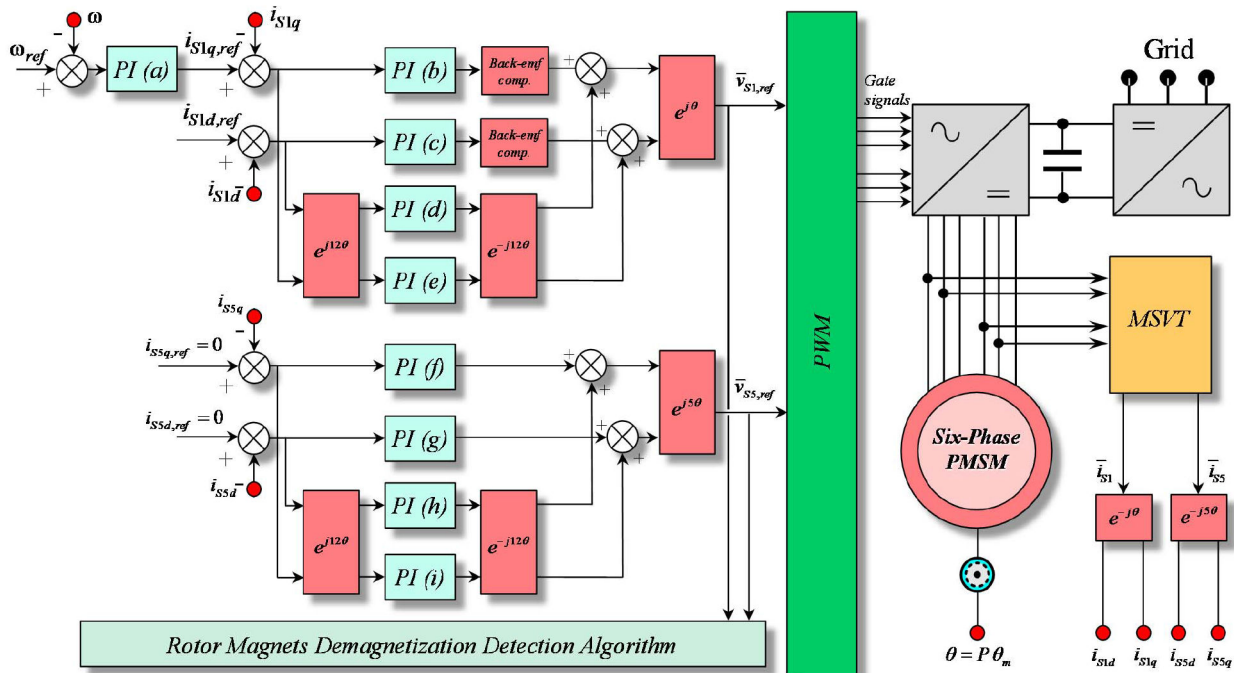 ω
ω_ref
+
-
PI (a)
i_S1q,ref
+
-
i_S1q
PI (b)
Back-emf
comp.
+
+
e^jθ
v̅_S1,ref
i_S1d,ref
+
i_S1d
-
PI (c)
Back-emf
comp.
+
+
e^j12θ
PI (d)
PI (e)
e^-j12θ
i_S5q
-
i_S5q,ref = 0
+
PI (f)
+
+
e^j5θ
v̅_S5,ref
i_S5d,ref = 0
+
i_S5d
-
PI (g)
+
+
e^j12θ
PI (h)
PI (i)
e^-j12θ
Rotor Magnets Demagnetization Detection Algorithm
PWM
Gate
signals
Grid
MSVT
Six-Phase
PMSM
θ = P θ_m
i̅_S1
i̅_S5
e^-jθ
e^-j5θ
i_S1d
i_S1q
i_S5d
i_S5q